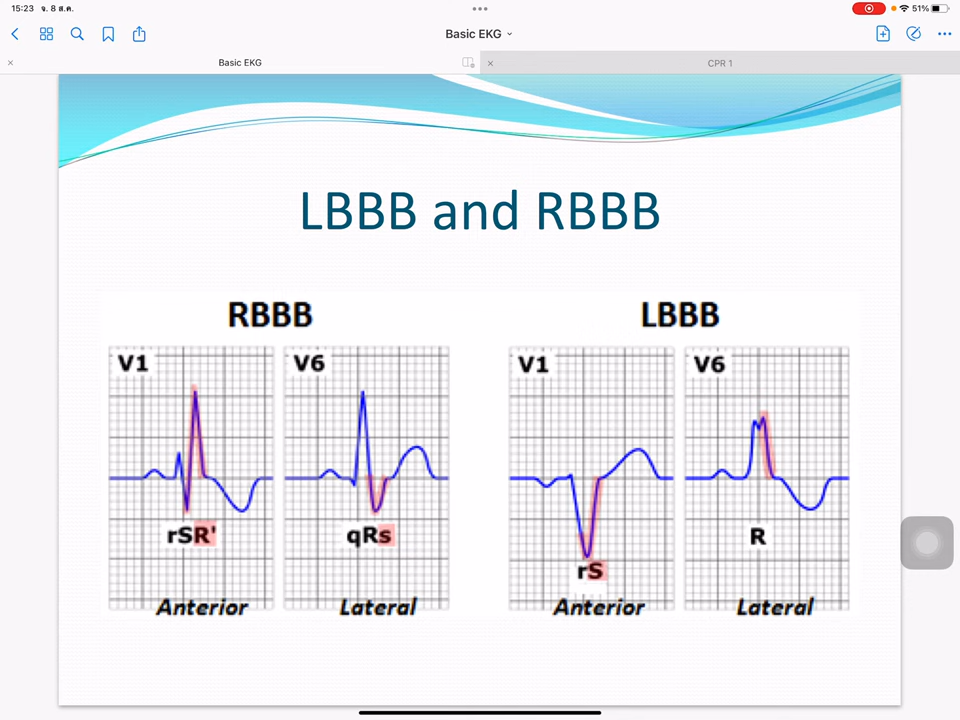 15:23 จ. 8 ส.ค.
51%
Basic EKG
Basic EKG
CPR 1
LBBB and RBBB
RBBB
LBBB
V1
V6
V1
V6
rSR'
qRs
rS
R
Anterior
Lateral
Anterior
Lateral